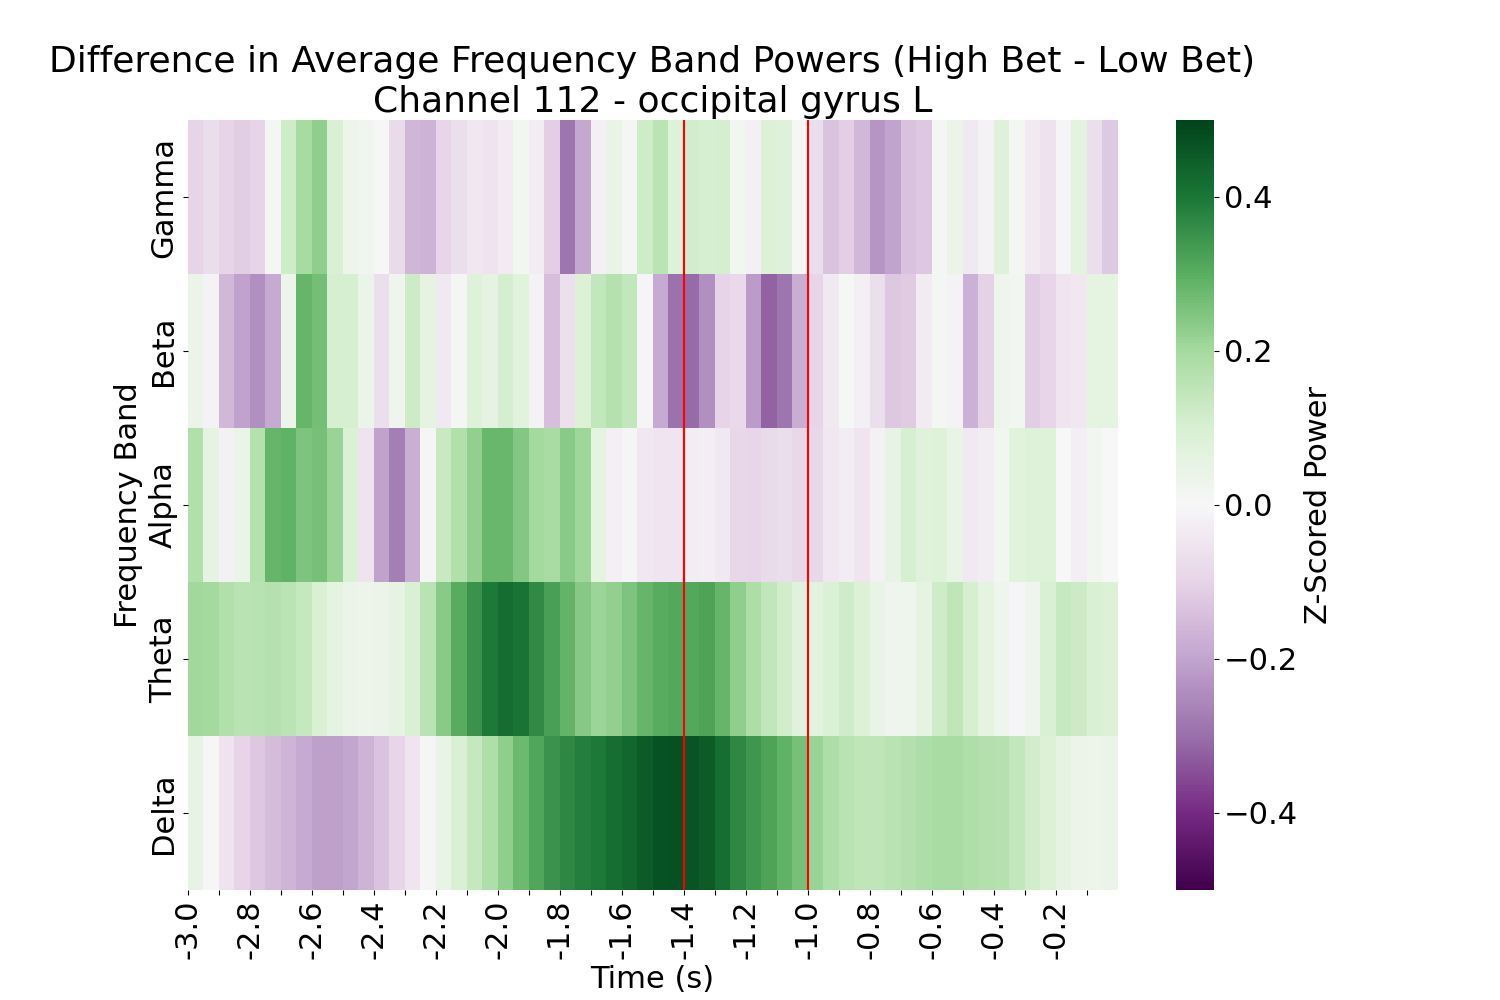 Difference in Average Frequency Band Powers (High Bet - Low Bet)
Channel 112 - occipital gyrus L
Frequency Band
Gamma
Beta
Alpha
Theta
Delta
-3.0
-2.8
-2.6
-2.4
-2.2
-2.0
-1.8
-1.6
-1.4
-1.2
-1.0
-0.8
-0.6
-0.4
-0.2
Time (s)
0.4
0.2
0.0
−0.2
−0.4
Z-Scored Power